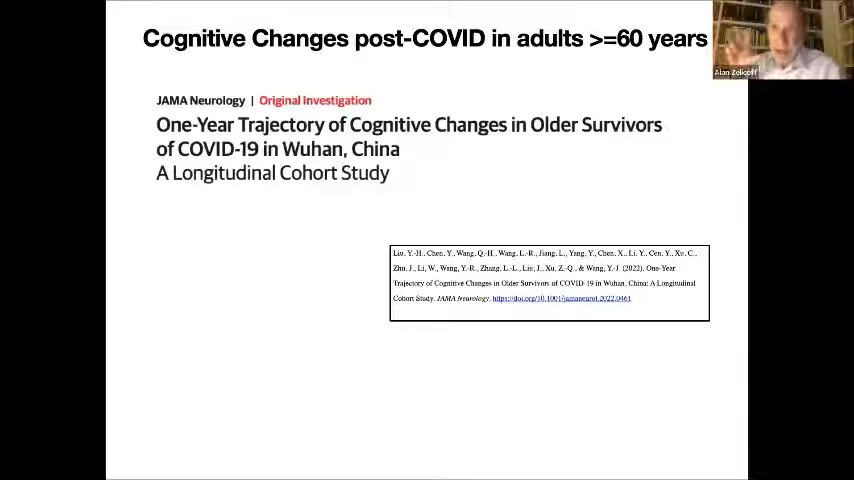 Cognitive Changes post-COVID in adults >=60 years
Alan Zelicoff
JAMA Neurology | Original Investigation
One-Year Trajectory of Cognitive Changes in Older Survivors
of COVID-19 in Wuhan, China
A Longitudinal Cohort Study
Liu, Y.-H., Chen, Y., Wang, Q.-H., Wang, L.-R., Jiang, L., Yang, Y., Chen, X., Li, Y., Cen, Y., Xu, C.,
Zhu, J., Li, W., Wang, Y.-R., Zhang, L.-L., Liu, J., Xu, Z.-Q., & Wang, Y.-J. (2022). One-Year
Trajectory of Cognitive Changes in Older Survivors of COVID-19 in Wuhan, China: A Longitudinal
Cohort Study. JAMA Neurology. https://doi.org/10.1001/jamaneurol.2022.0461